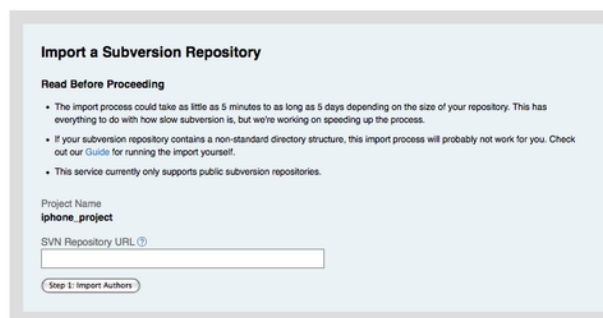 Import a Subversion Repository
Read Before Proceeding
• The import process could take as little as 5 minutes to as long as 5 days depending on the size of your repository. This has
everything to do with how slow subversion is, but we're working on speeding up the process.
• If your subversion repository contains a non-standard directory structure, this import process will probably not work for you. Check
out our Guide for running the import yourself.
• This service currently only supports public subversion repositories.
Project Name
iphone_project
SVN Repository URL ?
Step 1: Import Authors